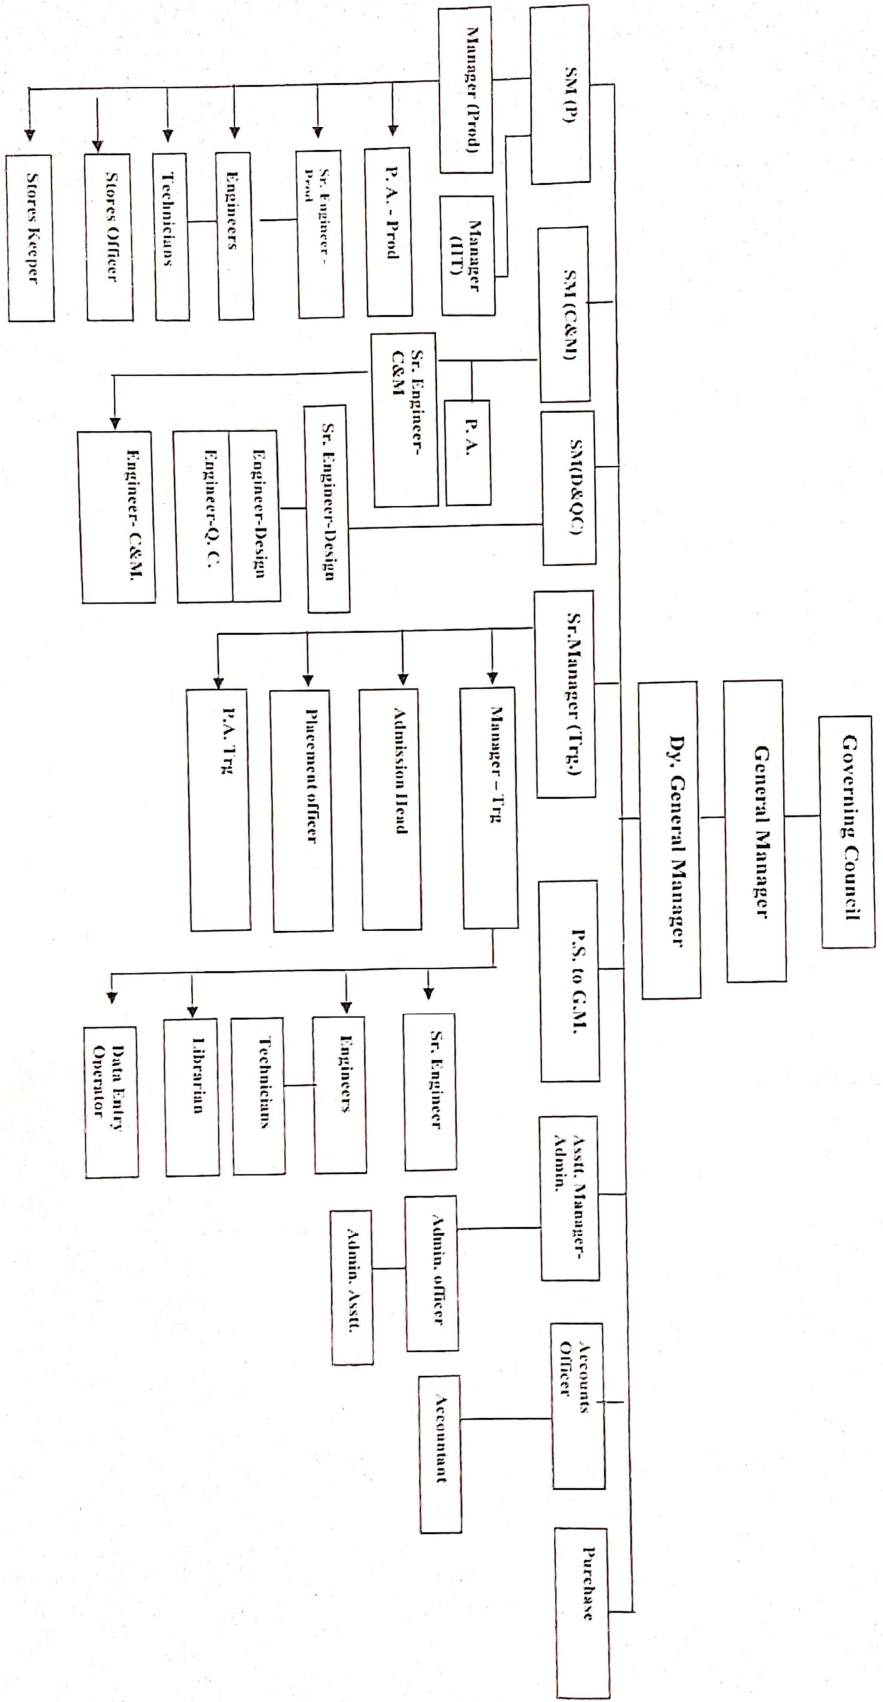 Governing Council
General Manager
Dy. General Manager
SM (P)
SM (C&M)
SM(D&QC)
Sr.Manager (Trg.)
P.S. to G.M.
Asstt. Manager-
Admin.
Accounts
Officer
Purchase
Manager (Prod)
Manager
P. A. - Prod
Sr. Engineer -
Prod
Engineers
Technicians
Stores Officer
Stores Keeper
P. A.
Sr. Engineer-
C&M
Engineer- C&M.
Sr. Engineer-Design
Engineer-Design
Engineer-Q. C.
Manager – Trg
Admission Head
Placement officer
P.A. Trg
Sr. Engineer
Engineers
Technicians
Librarian
Data Entry
Operator
Admin. officer
Admin. Asstt.
Accountant